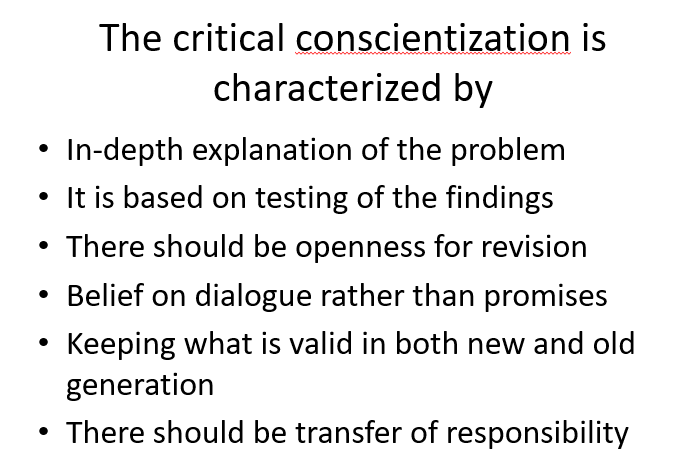 The critical conscientization is
characterized by
• In-depth explanation of the problem
• It is based on testing of the findings
• There should be openness for revision
• Belief on dialogue rather than promises
• Keeping what is valid in both new and old
generation
• There should be transfer of responsibility